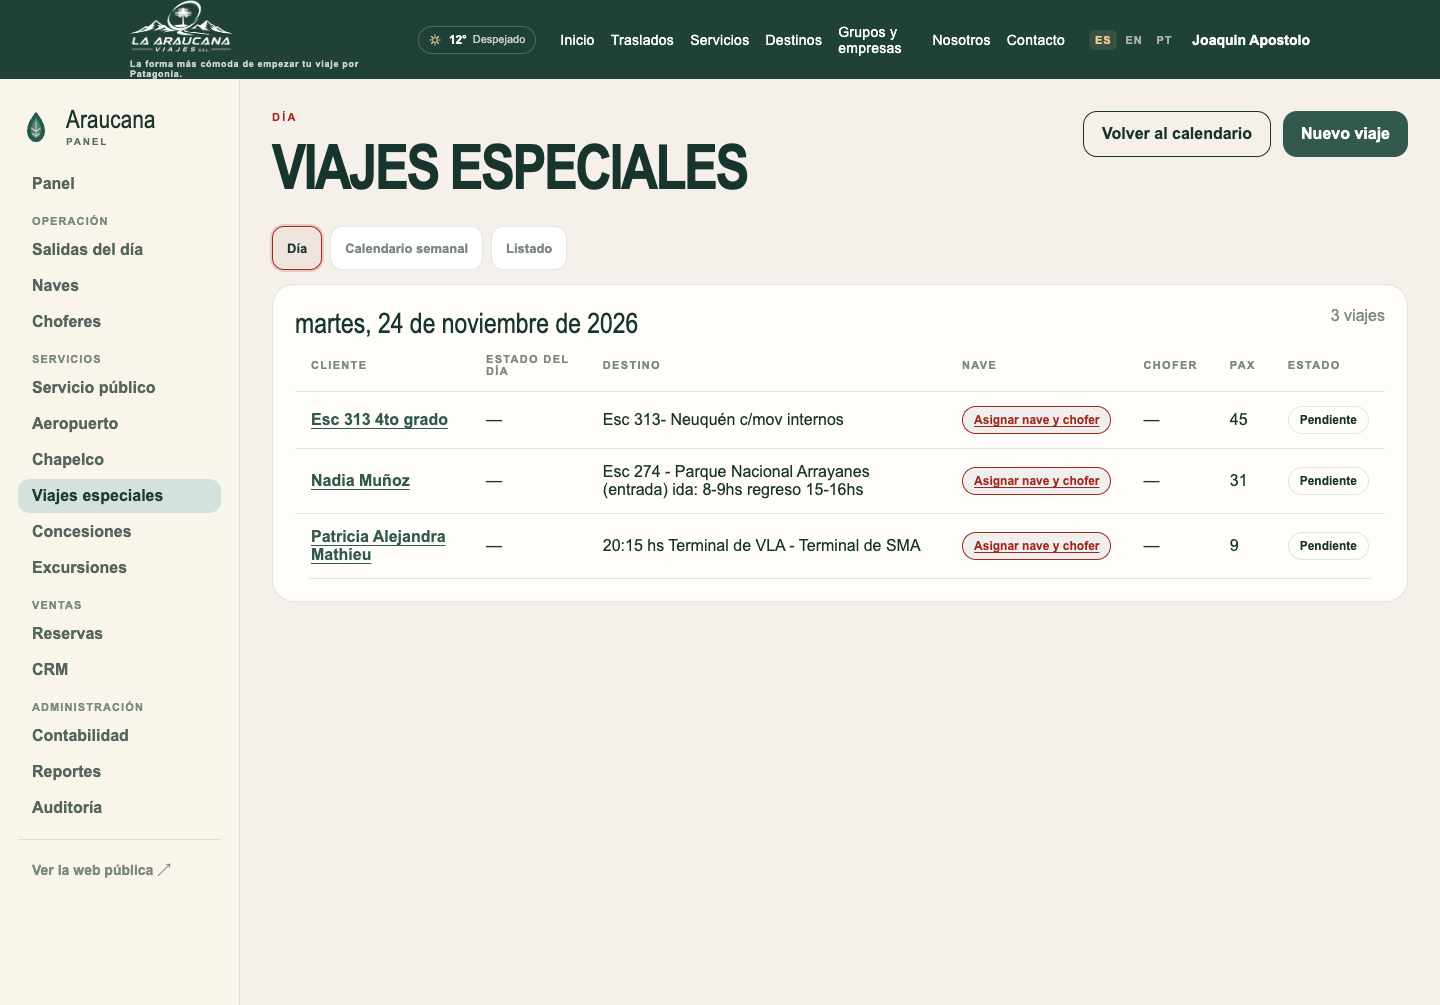 LA ARAUCANA
VIAJES S.R.L.
La forma más cómoda de empezar tu viaje por
Patagonia.
12° Despejado
Inicio
Traslados
Servicios
Destinos
Grupos y
empresas
Nosotros
Contacto
ES EN PT
Joaquin Apostolo
Araucana
PANEL
Panel
OPERACIÓN
Salidas del día
Naves
Choferes
SERVICIOS
Servicio público
Aeropuerto
Chapelco
Viajes especiales
Concesiones
Excursiones
VENTAS
Reservas
CRM
ADMINISTRACIÓN
Contabilidad
Reportes
Auditoría
Ver la web pública ↗
DÍA
VIAJES ESPECIALES
Volver al calendario
Nuevo viaje
Día
Calendario semanal
Listado
martes, 24 de noviembre de 2026
3 viajes
CLIENTE
ESTADO DEL
DÍA
DESTINO
NAVE
CHOFER
PAX
ESTADO
Esc 313 4to grado
—
Esc 313- Neuquén c/mov internos
Asignar nave y chofer
—
45
Pendiente
Nadia Muñoz
—
Esc 274 - Parque Nacional Arrayanes
(entrada) ida: 8-9hs regreso 15-16hs
Asignar nave y chofer
—
31
Pendiente
Patricia Alejandra
Mathieu
—
20:15 hs Terminal de VLA - Terminal de SMA
Asignar nave y chofer
—
9
Pendiente